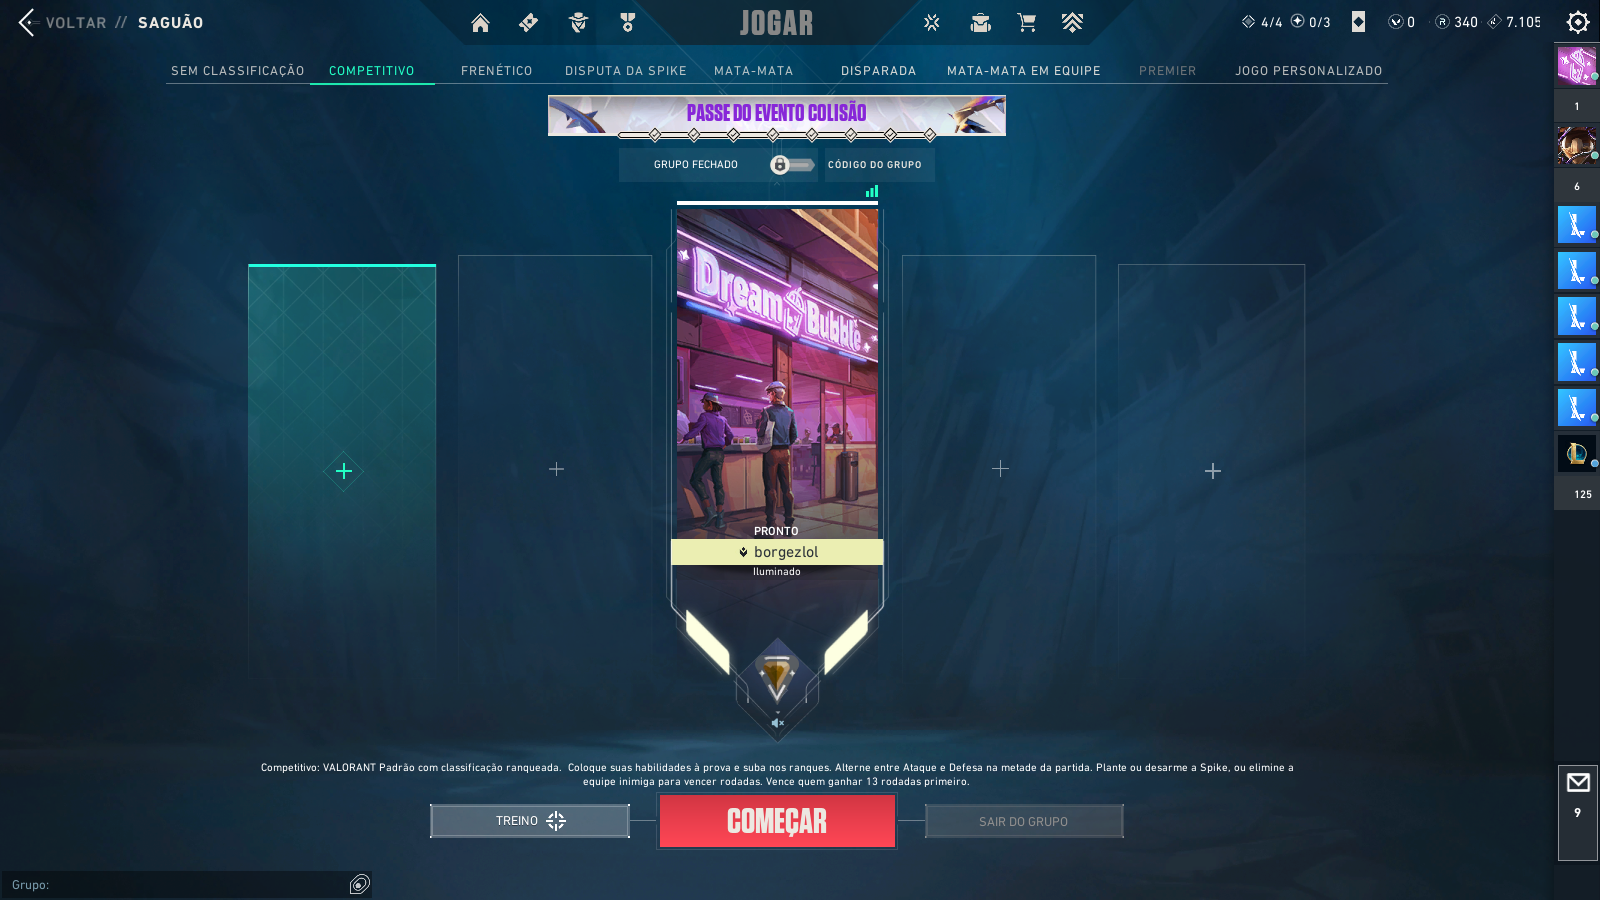 VOLTAR // SAGUÃO
JOGAR
4/4 0/3 0 340 7.105
SEM CLASSIFICAÇÃO COMPETITIVO FRENÉTICO DISPUTA DA SPIKE MATA-MATA DISPARADA MATA-MATA EM EQUIPE PREMIER JOGO PERSONALIZADO
PASSE DO EVENTO COLISÃO
GRUPO FECHADO CÓDIGO DO GRUPO
1
6
125
Dream Bubble
PRONTO
borgezlol
Iluminado
Competitivo: VALORANT Padrão com classificação ranqueada. Coloque suas habilidades à prova e suba nos ranques. Alterne entre Ataque e Defesa na metade da partida. Plante ou desarme a Spike, ou elimine a
equipe inimiga para vencer rodadas. Vence quem ganhar 13 rodadas primeiro.
TREINO COMEÇAR SAIR DO GRUPO
9
Grupo: